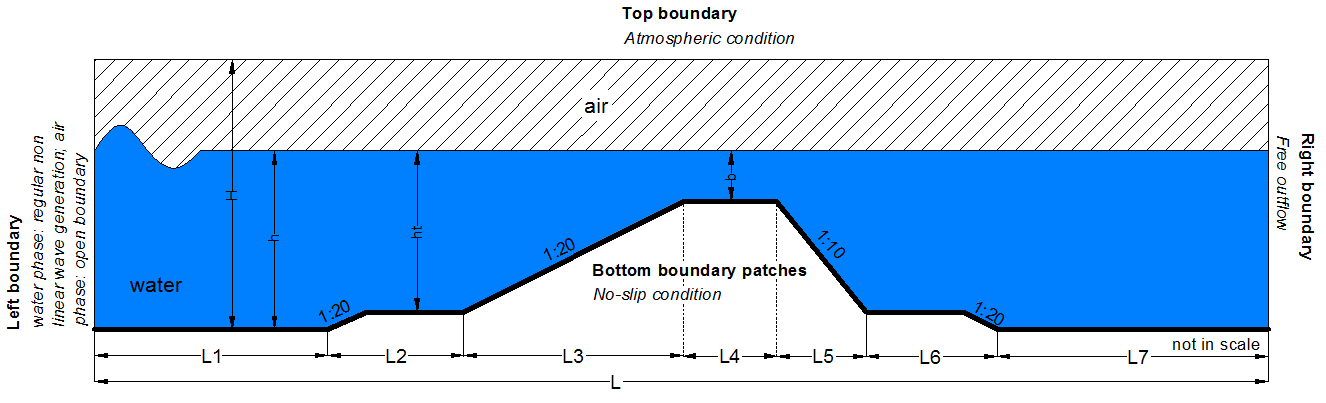 Top boundary
Atmospheric condition
air
Left boundary
water phase: regular non
linear wave generation; air
phase: open boundary
H
h
ht
b
Right boundary
Free outflow
water
1:20
1:20
1:10
1:20
Bottom boundary patches
No-slip condition
not in scale
L1
L2
L3
L4
L5
L6
L7
L